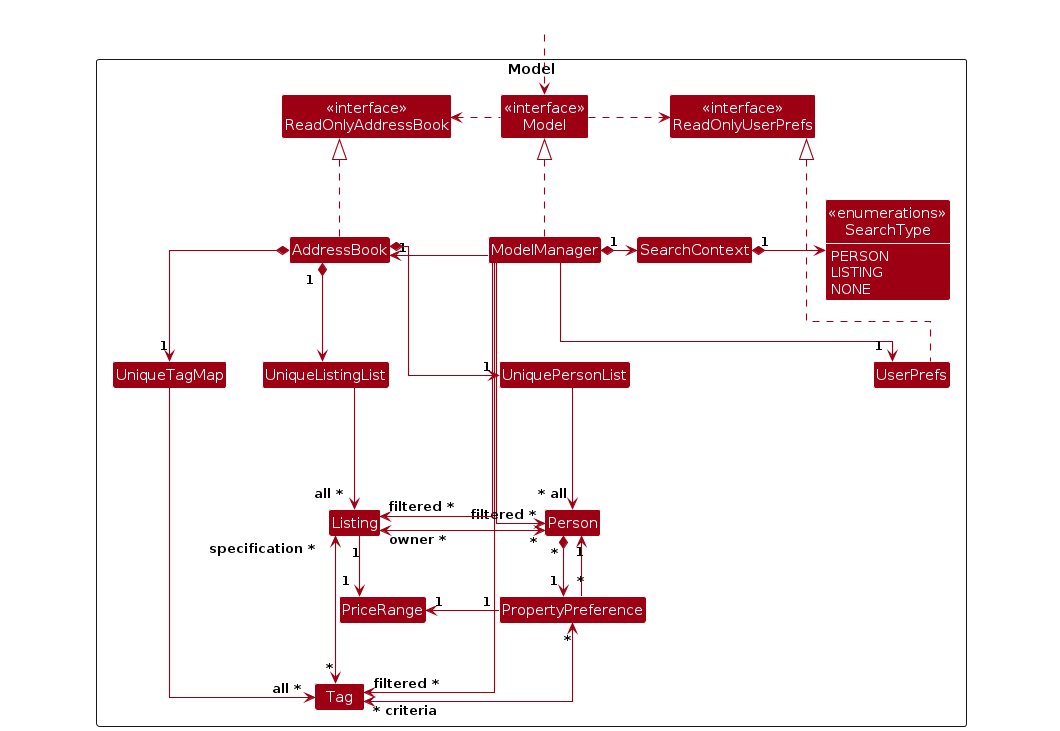 Model
«interface»
ReadOnlyAddressBook
«interface»
Model
«interface»
ReadOnlyUserPrefs
«enumerations»
SearchType
PERSON
LISTING
NONE
AddressBook
1
ModelManager
1
SearchContext
1
1
1
1
1
UniqueTagMap
UniqueListingList
UniquePersonList
UserPrefs
all *
* all
filtered *
filtered *
Listing
Person
owner *
*
specification *
1
*
1
1
1
*
PriceRange
1
1
PropertyPreference
*
*
all *
filtered *
Tag
* criteria